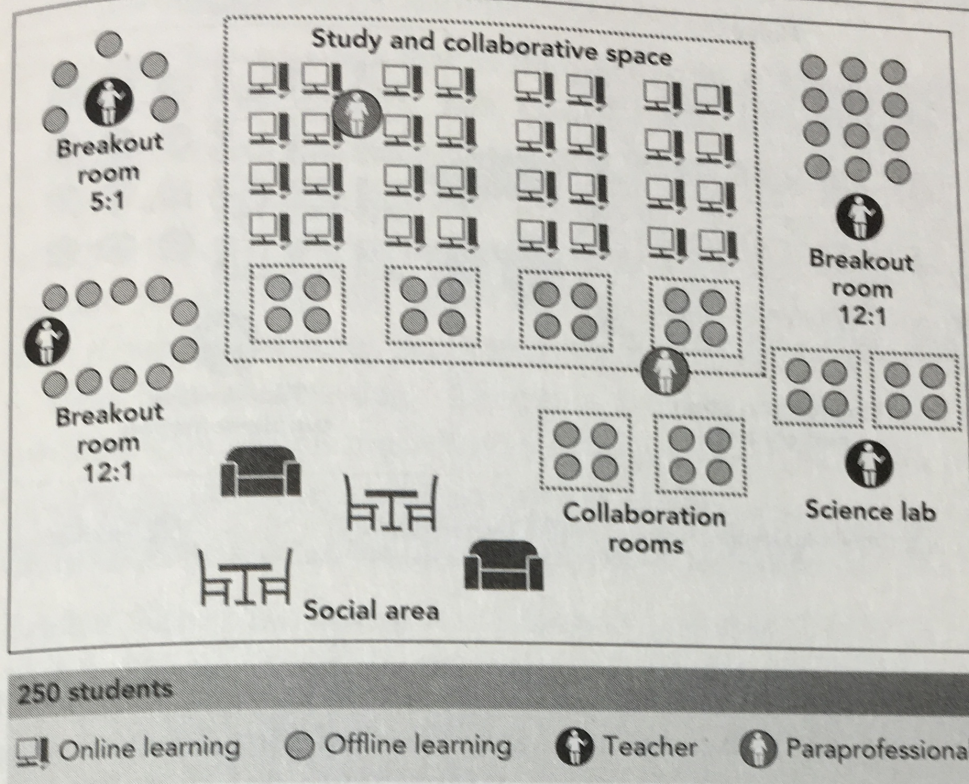 Study and collaborative space
Breakout
room
5:1
Breakout
room
12:1
Breakout
room
12:1
Collaboration
rooms
Science lab
Social area
250 students
Online learning
Offline learning
Teacher
Paraprofessiona